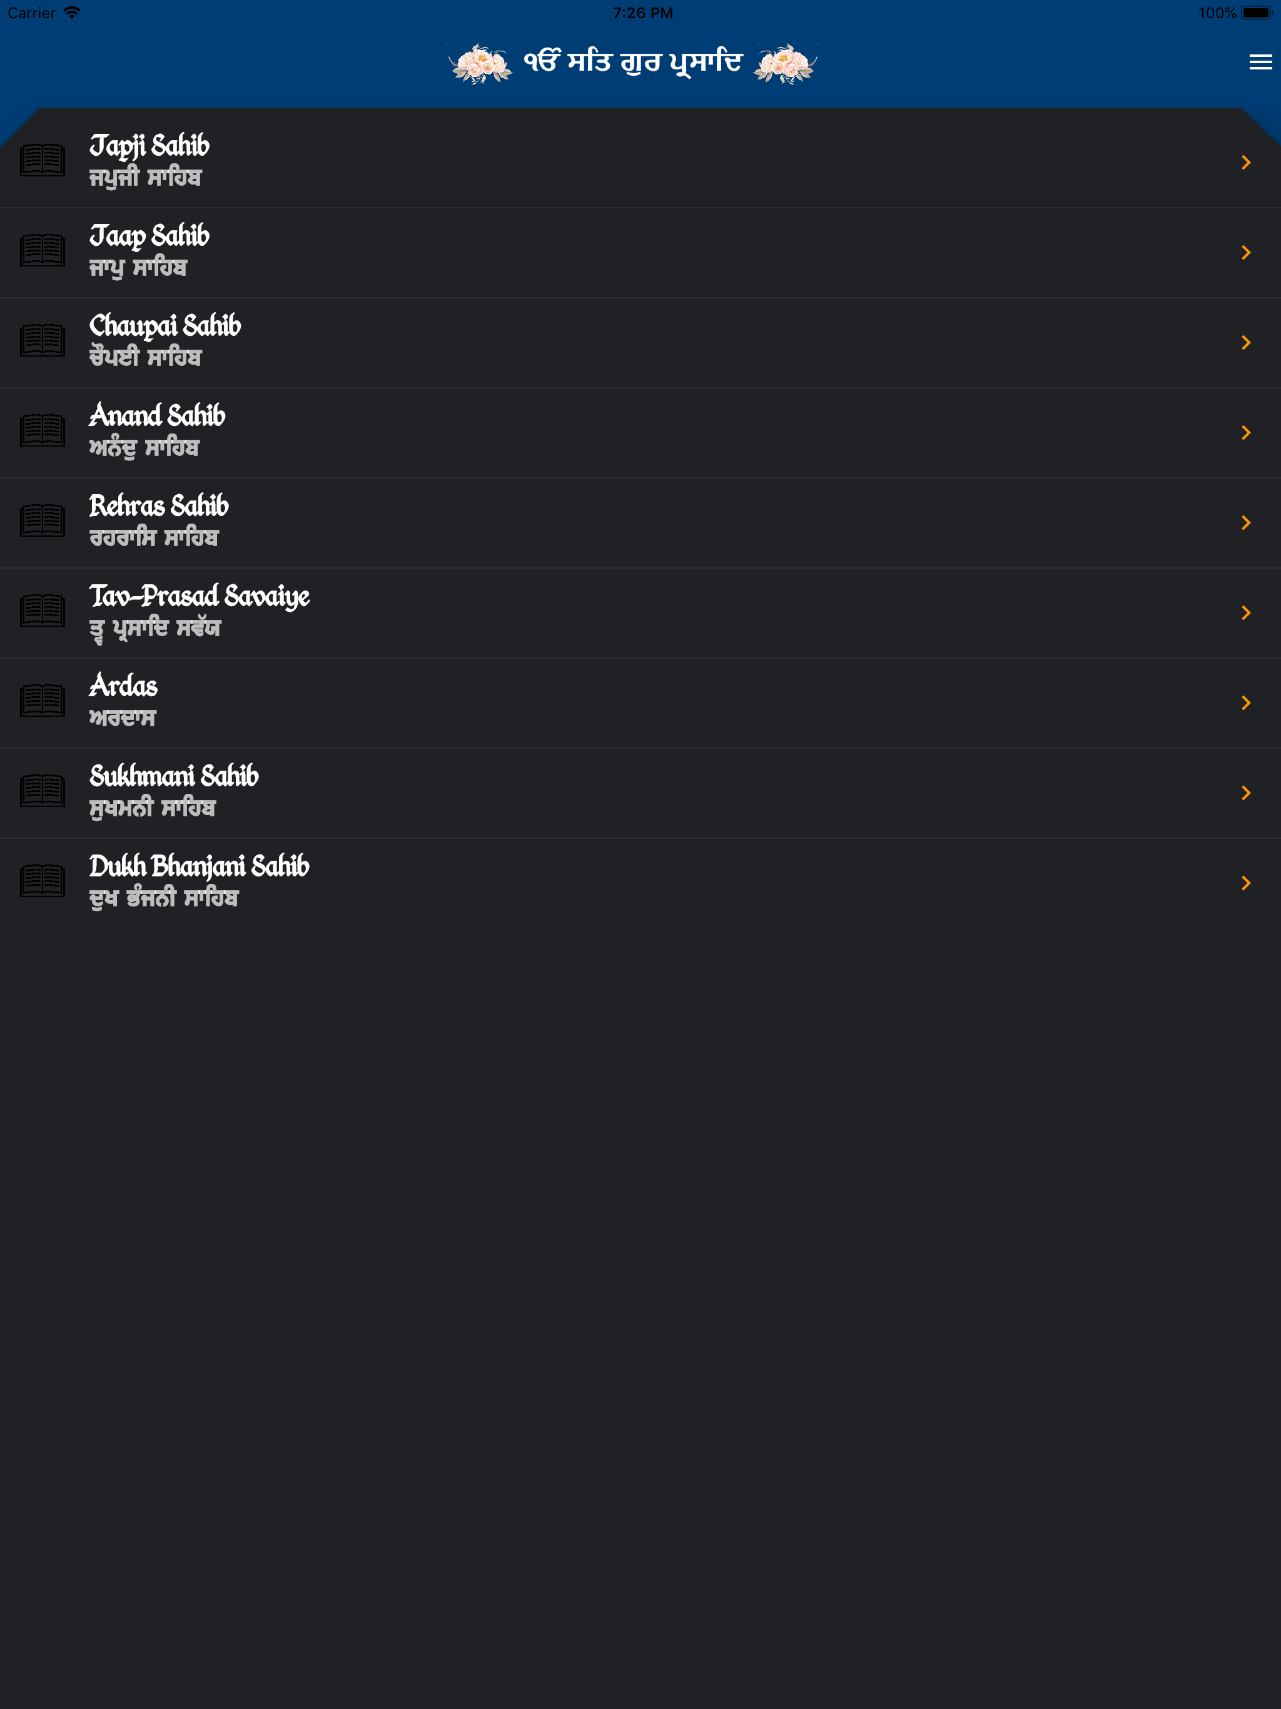 Carrier 7:26 PM 100%
ੴ ਸਤਿ ਗੁਰ ਪ੍ਰਸਾਦਿ
Japji Sahib
ਜਪੁਜੀ ਸਾਹਿਬ
Jaap Sahib
ਜਾਪੁ ਸਾਹਿਬ
Chaupai Sahib
ਚੌਪਈ ਸਾਹਿਬ
Anand Sahib
ਅਨੰਦੁ ਸਾਹਿਬ
Rehras Sahib
ਰਹਰਾਸਿ ਸਾਹਿਬ
Tav-Prasad Savaiye
ਤ੍ਵ ਪ੍ਰਸਾਦਿ ਸਵੱਯ
Ardas
ਅਰਦਾਸ
Sukhmani Sahib
ਸੁਖਮਨੀ ਸਾਹਿਬ
Dukh Bhanjani Sahib
ਦੁਖ ਭੰਜਨੀ ਸਾਹਿਬ